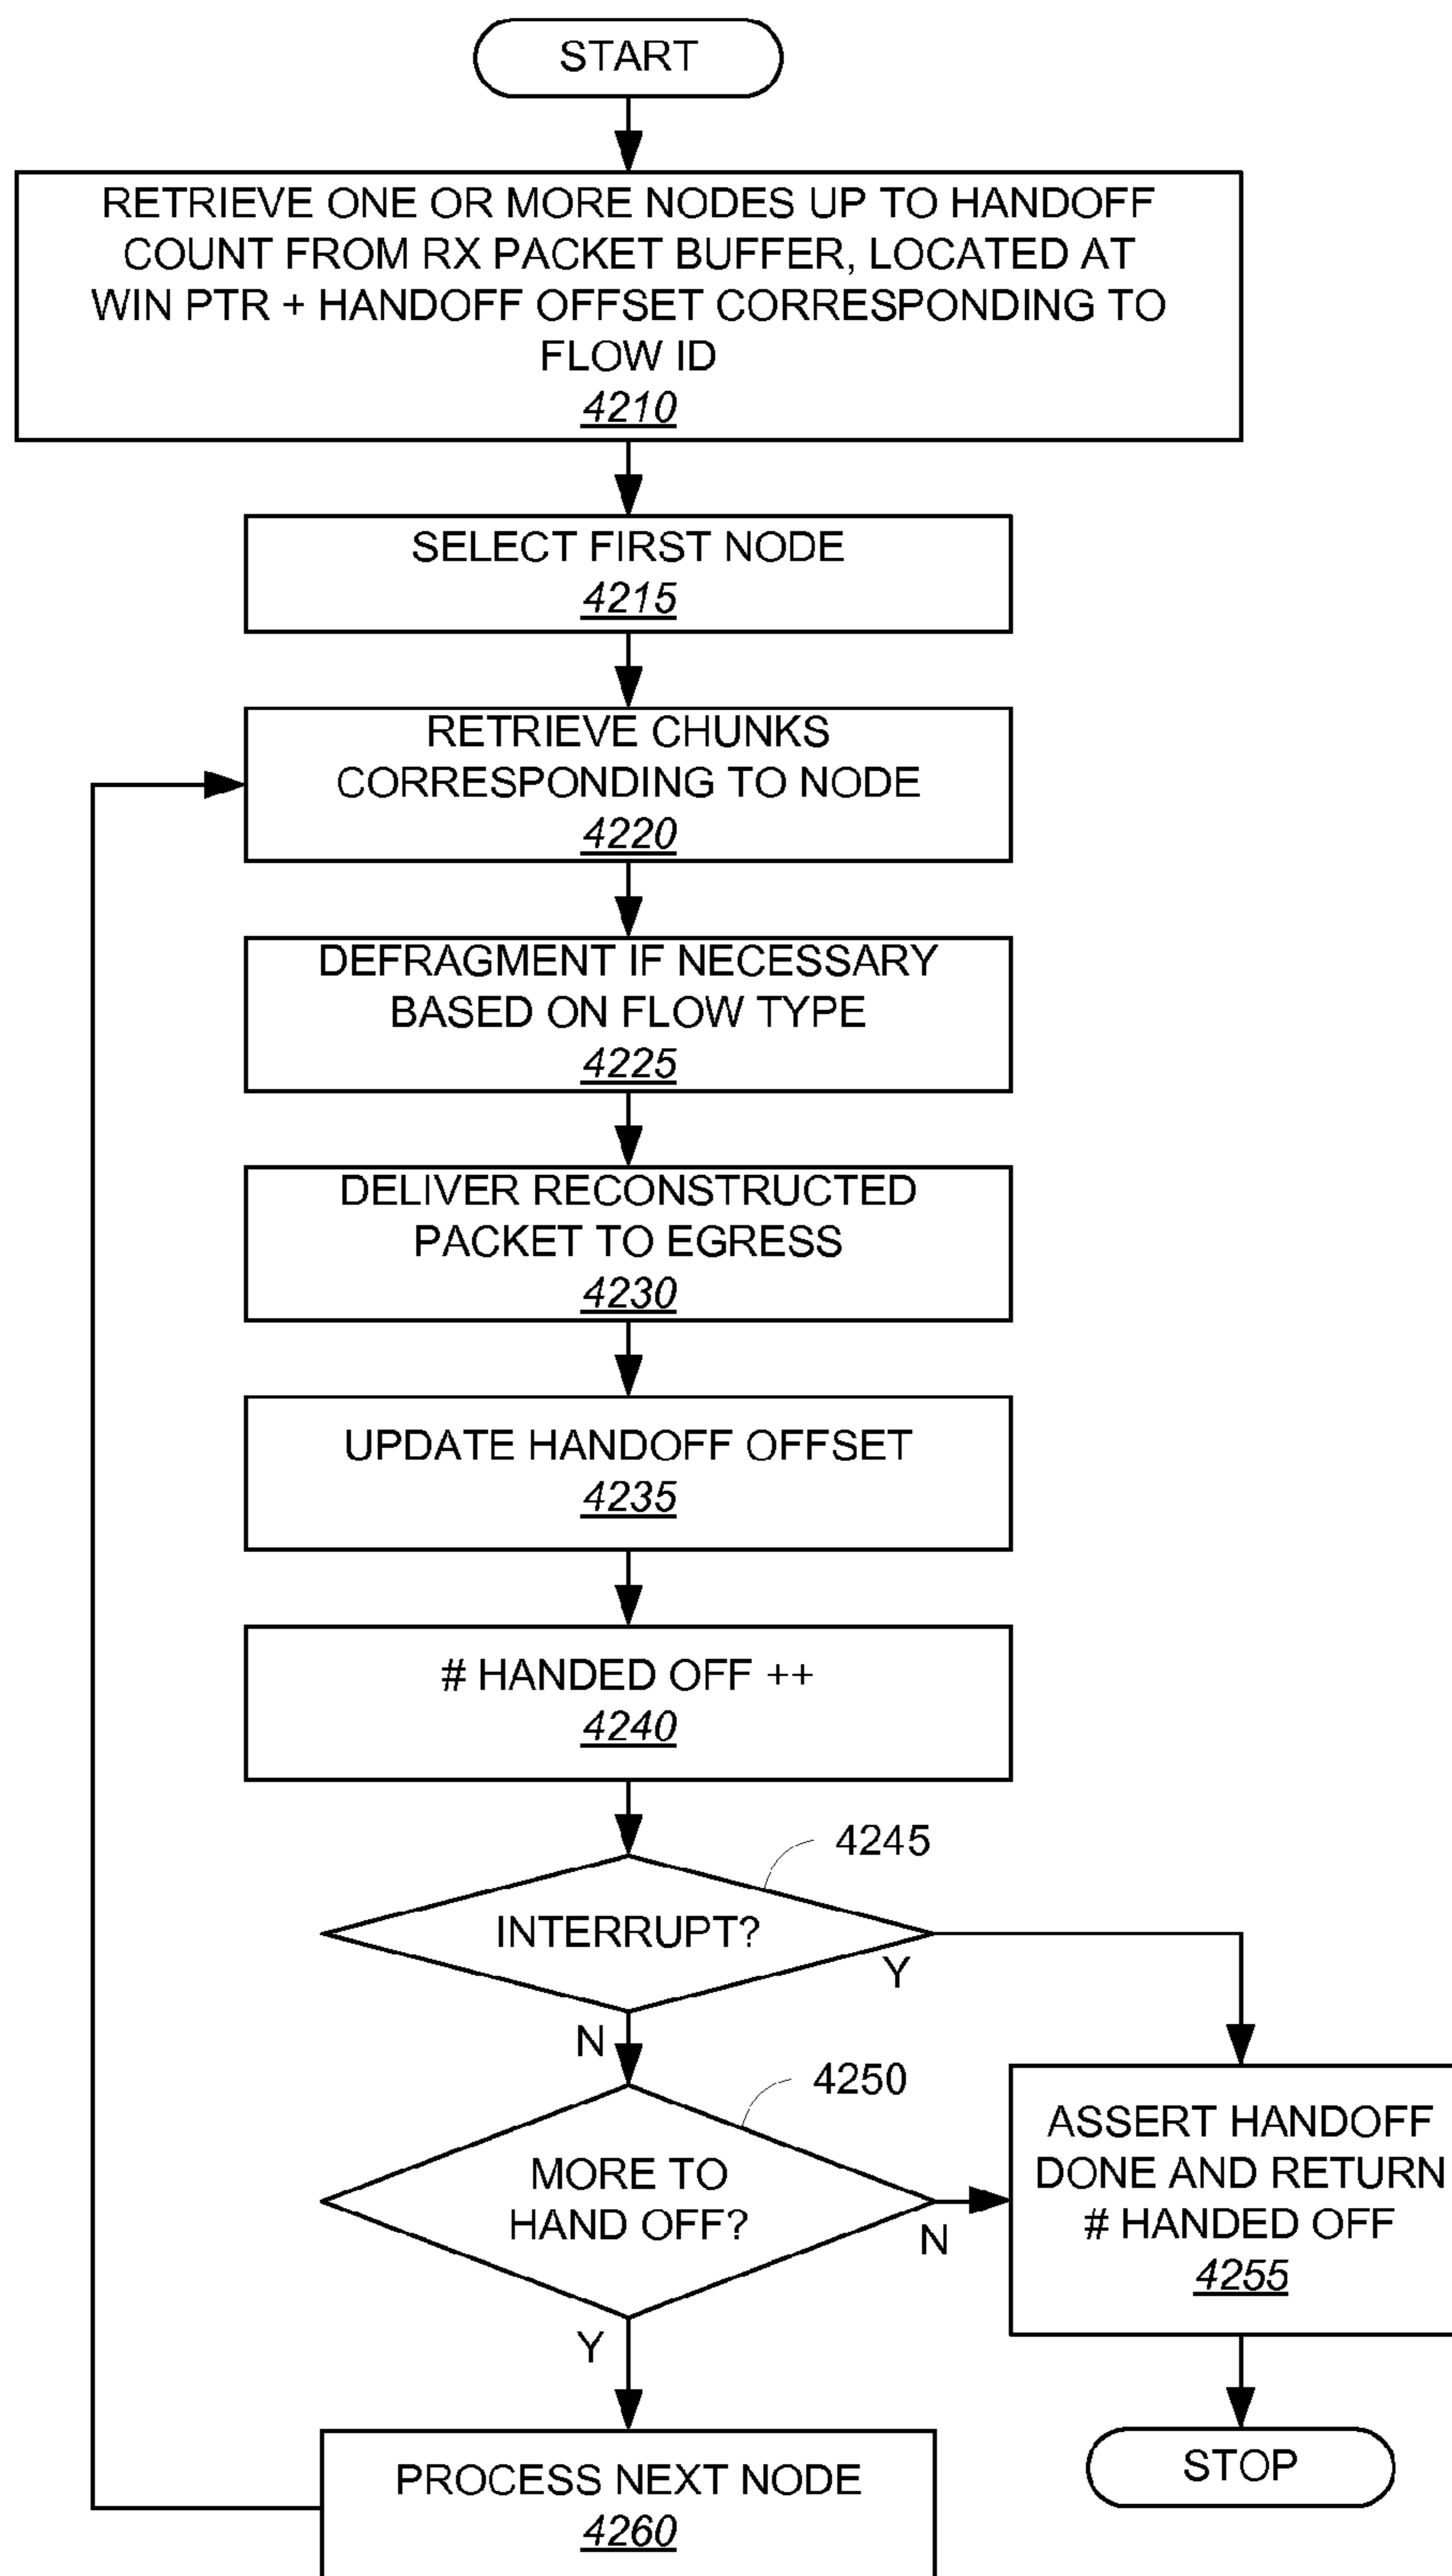 START
RETRIEVE ONE OR MORE NODES UP TO HANDOFF
COUNT FROM RX PACKET BUFFER, LOCATED AT
WIN PTR + HANDOFF OFFSET CORRESPONDING TO
FLOW ID
4210
SELECT FIRST NODE
4215
RETRIEVE CHUNKS
CORRESPONDING TO NODE
4220
DEFRAGMENT IF NECESSARY
BASED ON FLOW TYPE
4225
DELIVER RECONSTRUCTED
PACKET TO EGRESS
4230
UPDATE HANDOFF OFFSET
4235
# HANDED OFF ++
4240
4245
INTERRUPT?
Y
N
4250
MORE TO
HAND OFF?
N
Y
ASSERT HANDOFF
DONE AND RETURN
# HANDED OFF
4255
STOP
PROCESS NEXT NODE
4260